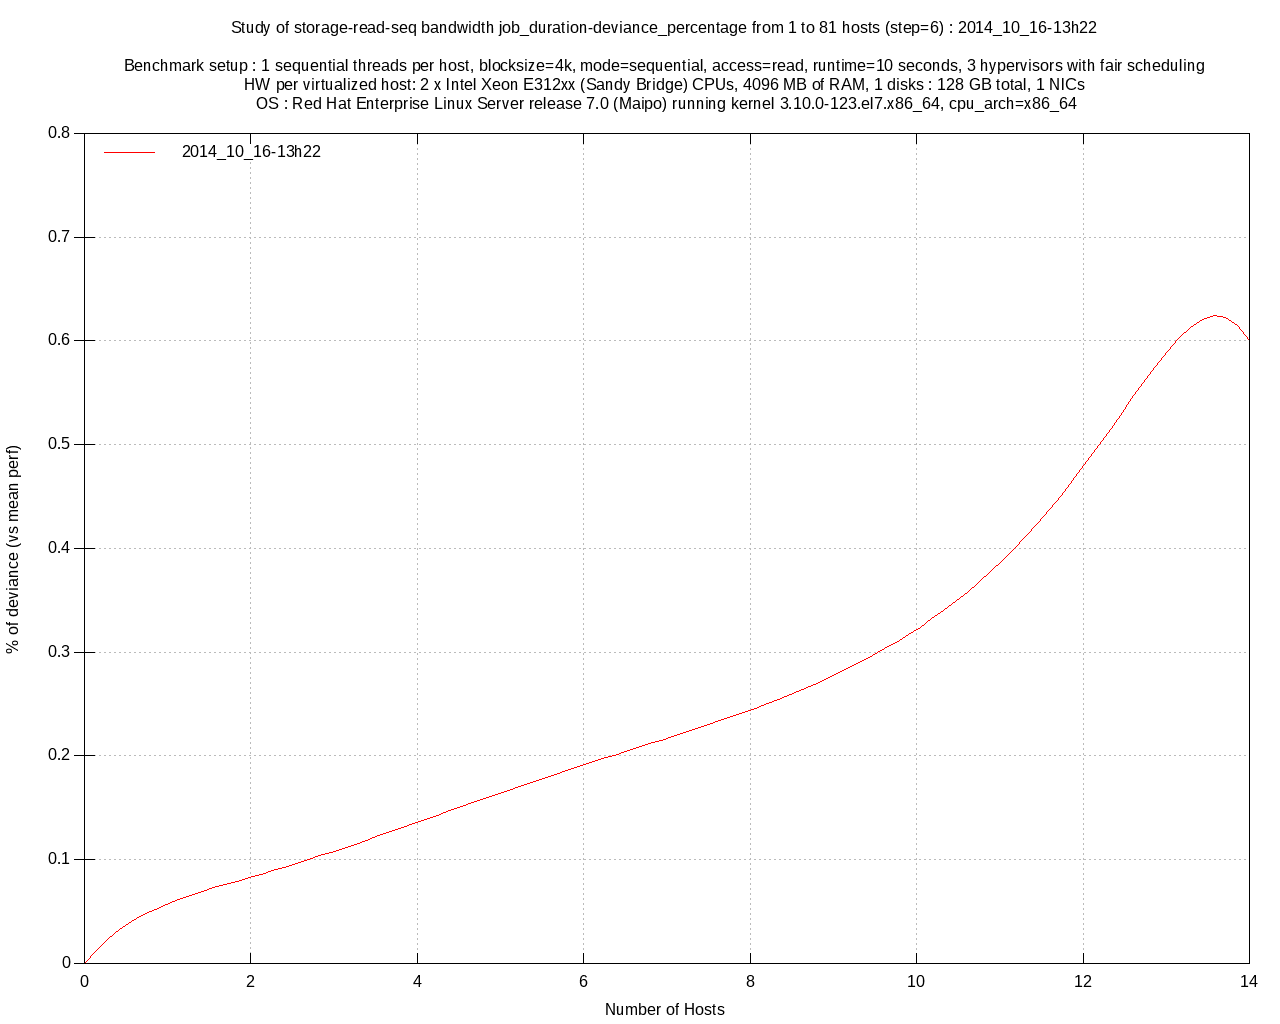 Study of storage-read-seq bandwidth job_duration-deviance_percentage from 1 to 81 hosts (step=6) : 2014_10_16-13h22
Benchmark setup : 1 sequential threads per host, blocksize=4k, mode=sequential, access=read, runtime=10 seconds, 3 hypervisors with fair scheduling
HW per virtualized host: 2 x Intel Xeon E312xx (Sandy Bridge) CPUs, 4096 MB of RAM, 1 disks : 128 GB total, 1 NICs
OS : Red Hat Enterprise Linux Server release 7.0 (Maipo) running kernel 3.10.0-123.el7.x86_64, cpu_arch=x86_64
2014_10_16-13h22
0.8
0.7
0.6
0.5
0.4
0.3
0.2
0.1
0
% of deviance (vs mean perf)
0 2 4 6 8 10 12 14
Number of Hosts